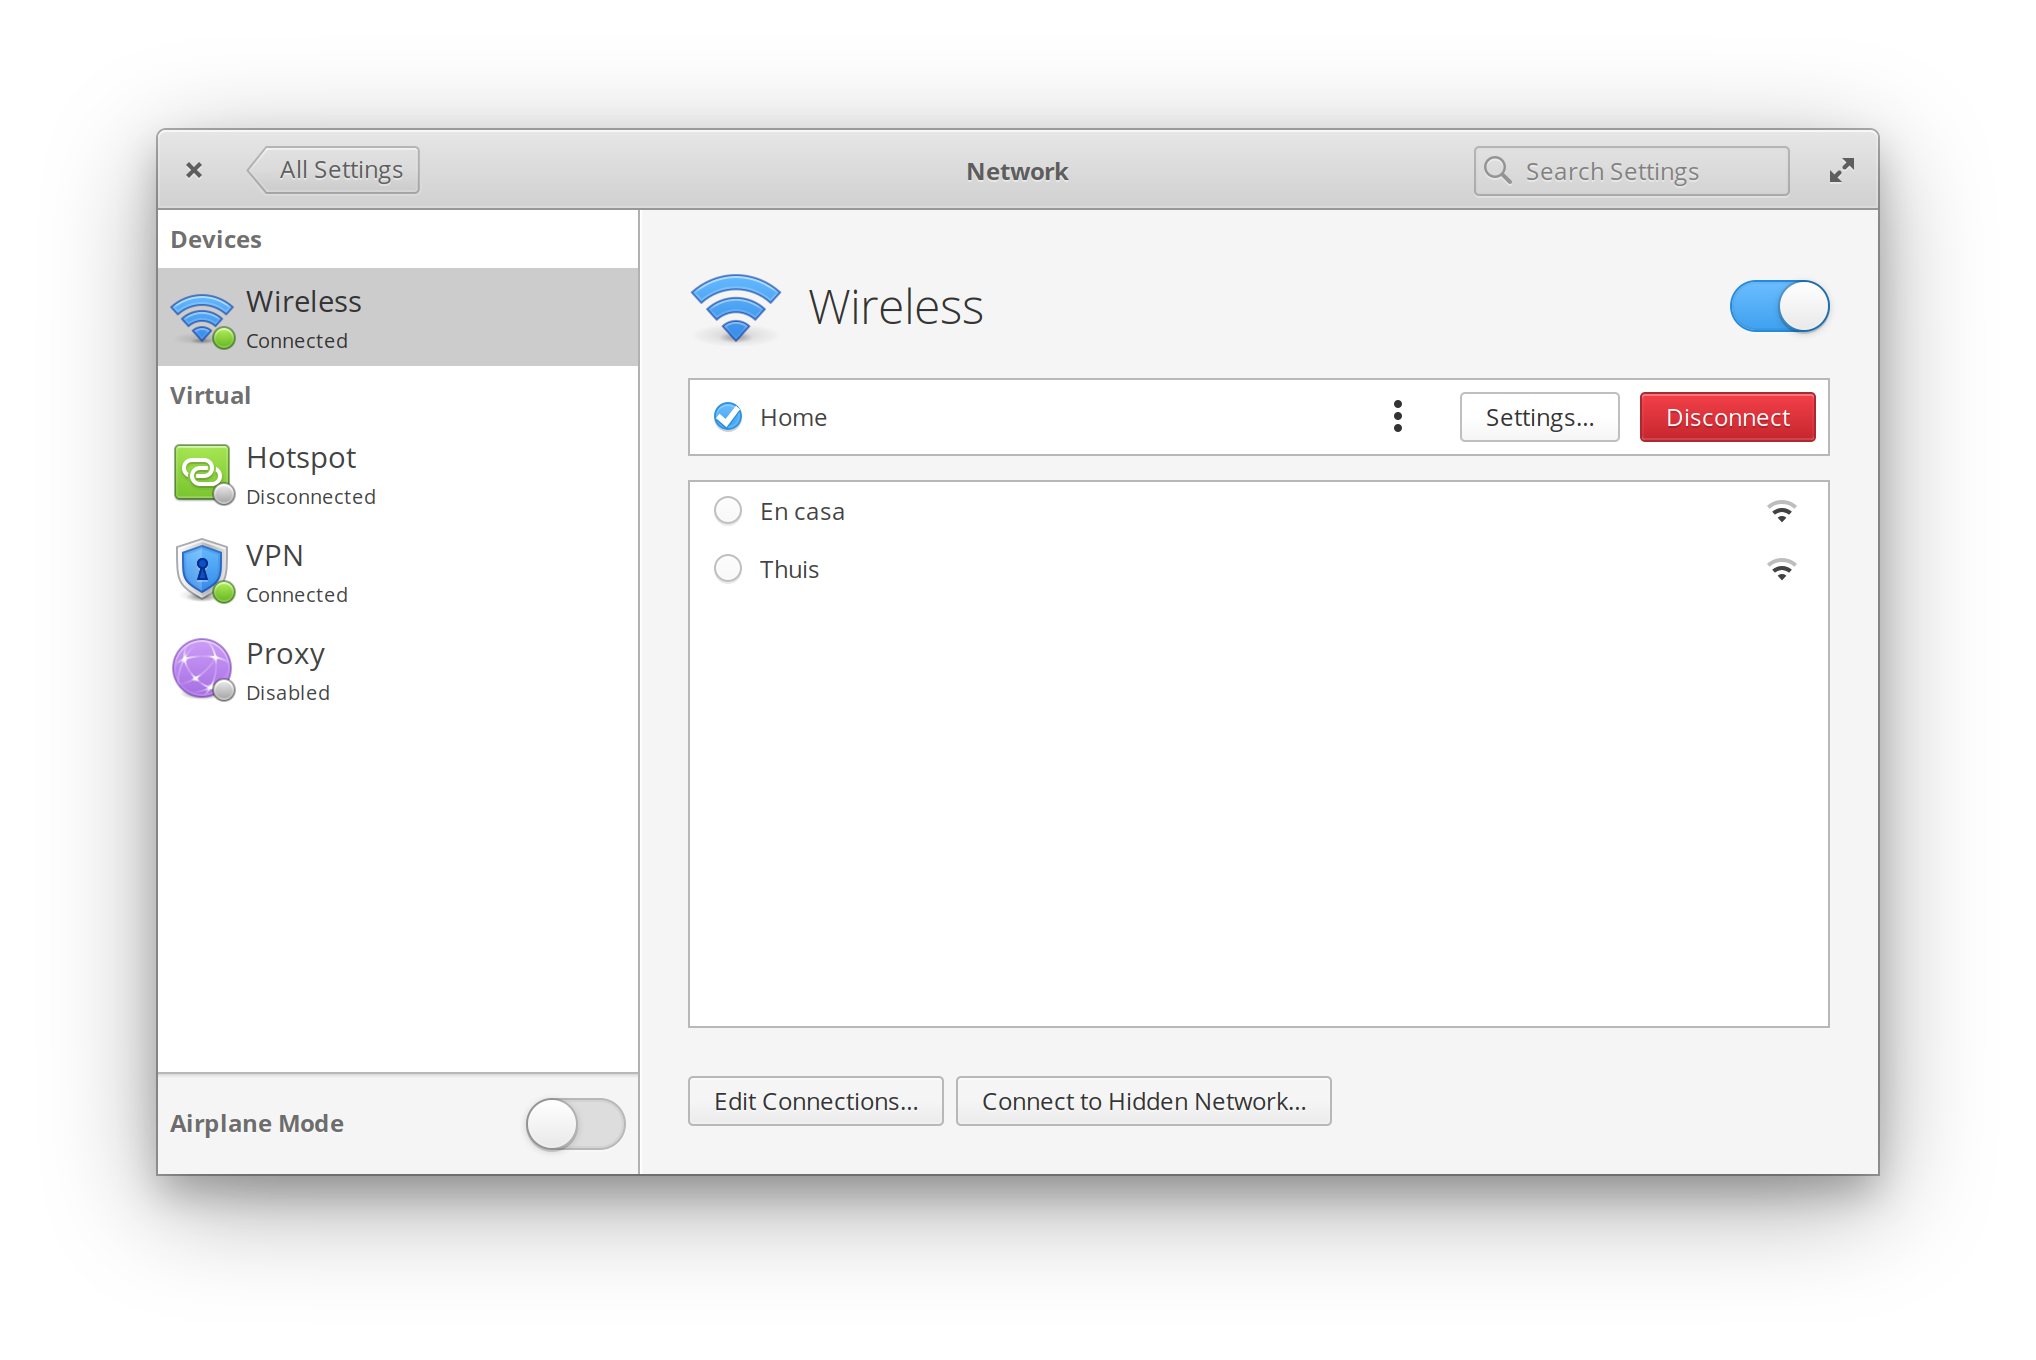 All Settings
Network
Search Settings
Devices
Wireless
Connected
Virtual
Hotspot
Disconnected
VPN
Connected
Proxy
Disabled
Airplane Mode
Wireless
Home
Settings...
Disconnect
En casa
Thuis
Edit Connections...
Connect to Hidden Network...